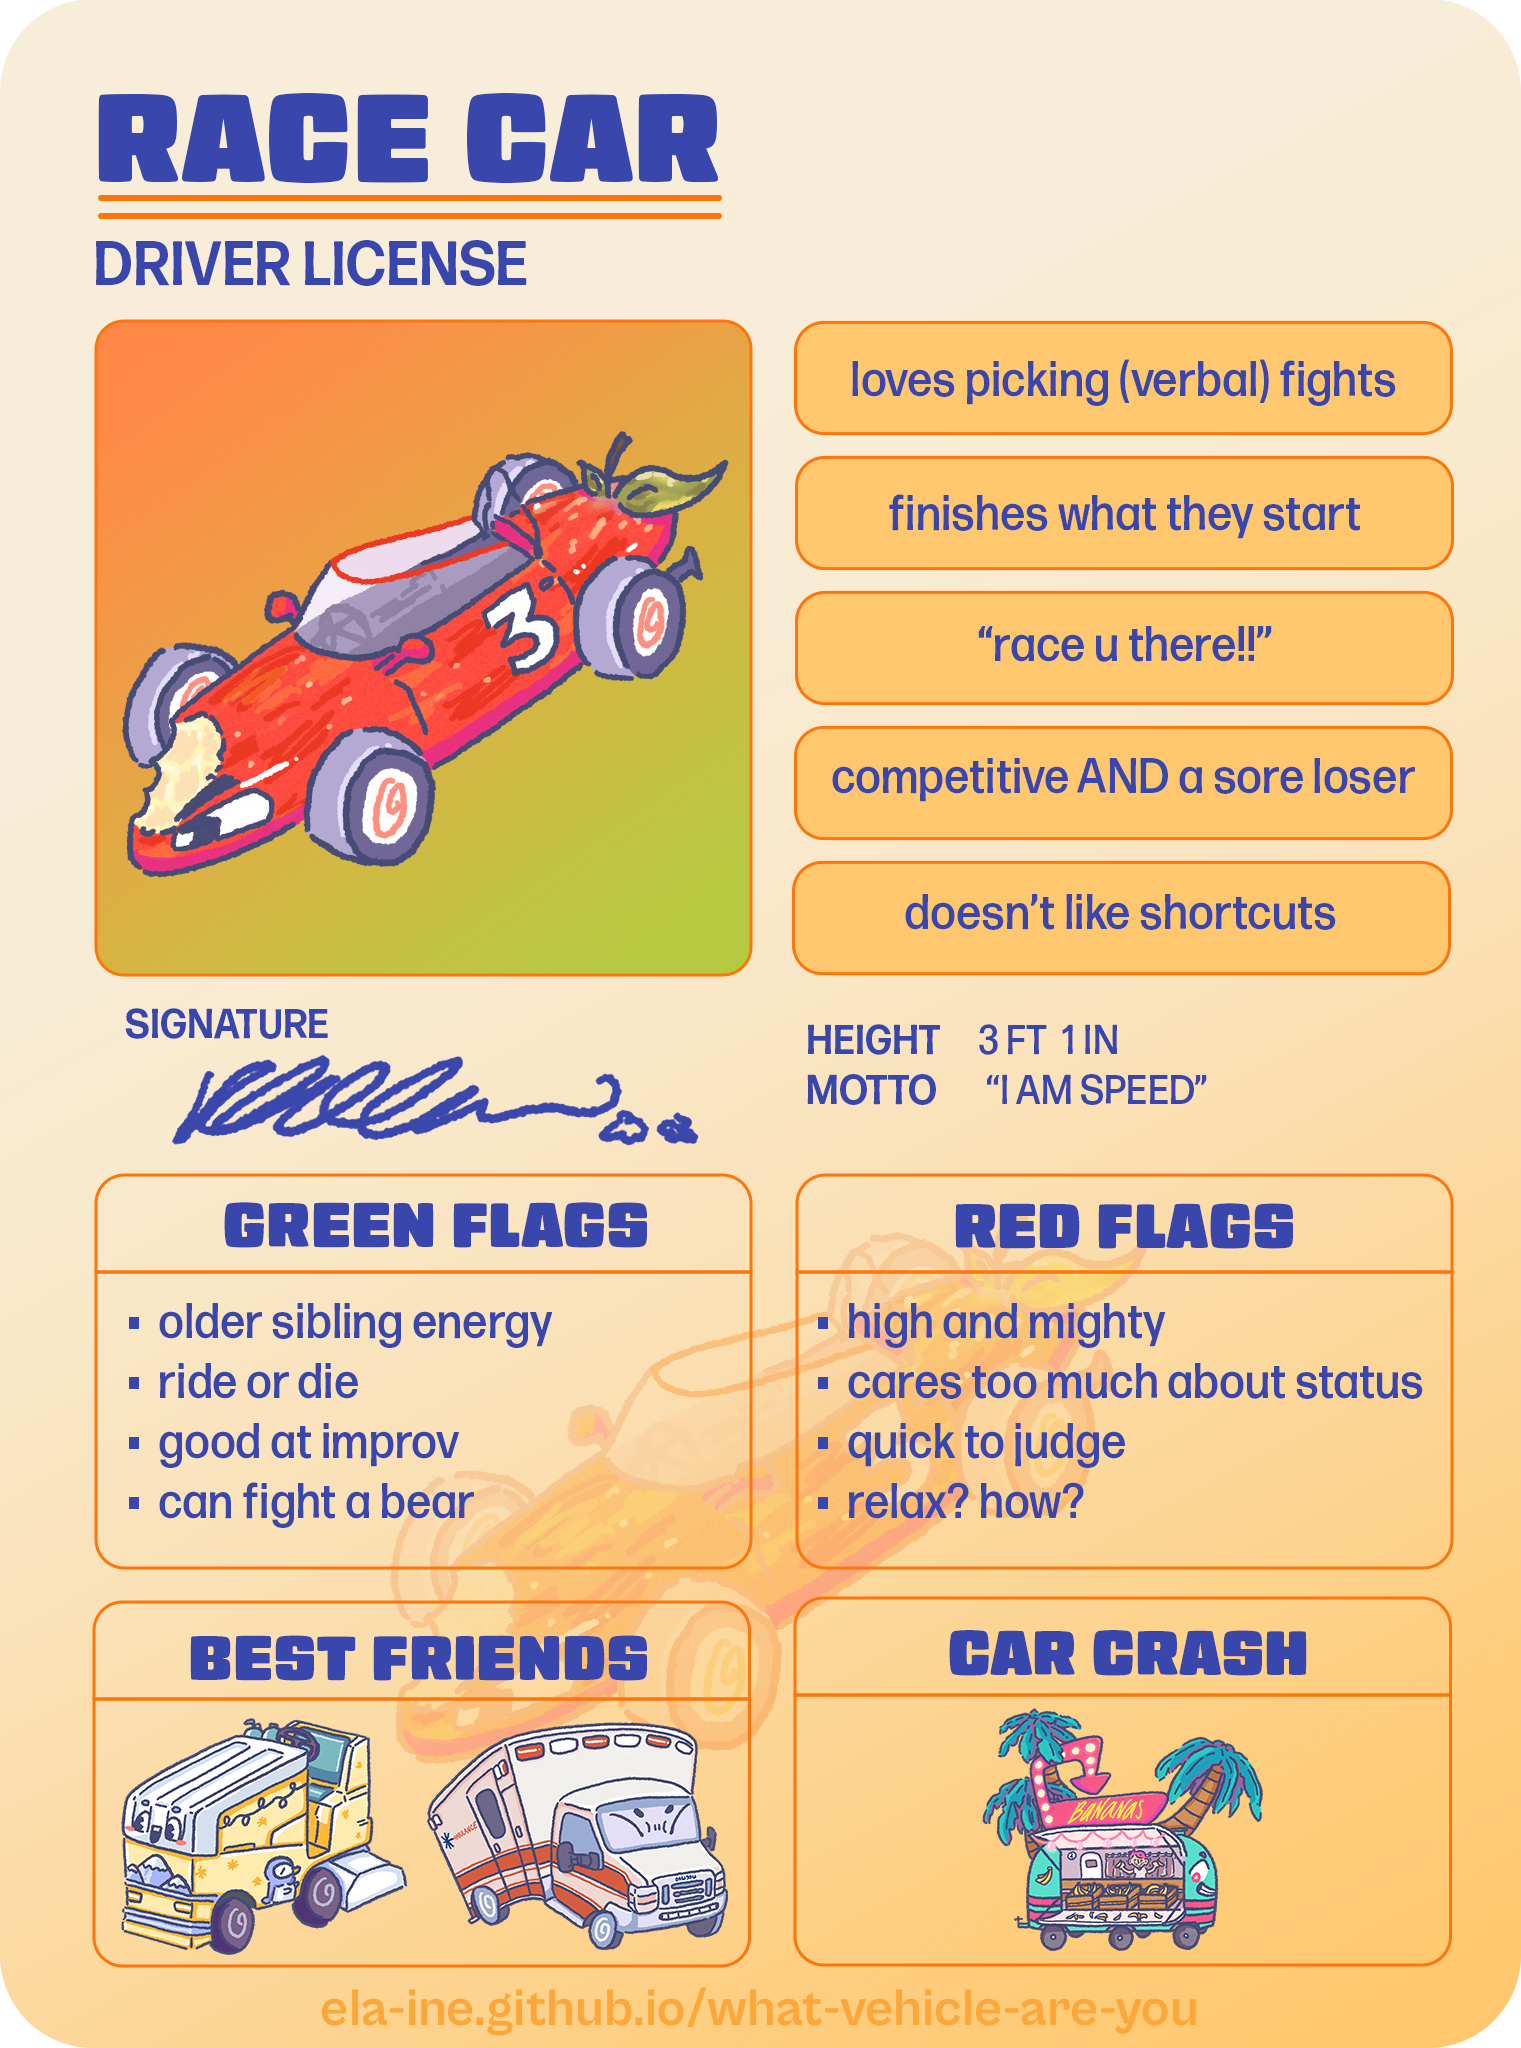 RACE CAR
DRIVER LICENSE
loves picking (verbal) fights
finishes what they start
“race u there!!”
competitive AND a sore loser
doesn’t like shortcuts
3
SIGNATURE
HEIGHT 3 FT 1 IN
MOTTO “I AM SPEED”
GREEN FLAGS
▪ older sibling energy
▪ ride or die
▪ good at improv
▪ can fight a bear
RED FLAGS
▪ high and mighty
▪ cares too much about status
▪ quick to judge
▪ relax? how?
BEST FRIENDS
CAR CRASH
BANANAS
ela-ine.github.io/what-vehicle-are-you